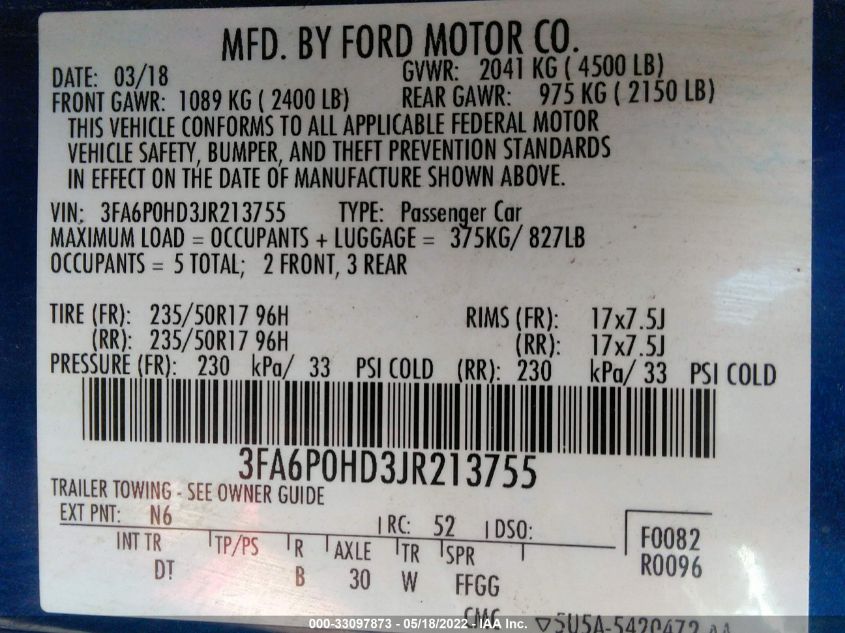 MFD. BY FORD MOTOR CO.
DATE: 03/18 GVWR: 2041 KG ( 4500 LB)
FRONT GAWR: 1089 KG ( 2400 LB) REAR GAWR: 975 KG ( 2150 LB)
THIS VEHICLE CONFORMS TO ALL APPLICABLE FEDERAL MOTOR
VEHICLE SAFETY, BUMPER, AND THEFT PREVENTION STANDARDS
IN EFFECT ON THE DATE OF MANUFACTURE SHOWN ABOVE.
VIN: 3FA6P0HD3JR213755 TYPE: Passenger Car
MAXIMUM LOAD = OCCUPANTS + LUGGAGE = 375KG/ 827LB
OCCUPANTS = 5 TOTAL; 2 FRONT, 3 REAR
TIRE (FR): 235/50R17 96H RIMS (FR): 17x7.5J
(RR): 235/50R17 96H (RR): 17x7.5J
PRESSURE (FR): 230 kPa/ 33 PSI COLD (RR): 230 kPa/ 33 PSI COLD
3FA6P0HD3JR213755
TRAILER TOWING - SEE OWNER GUIDE
EXT PNT: N6 RC: 52 DSO:
INT TR TP/PS R AXLE TR SPR
DT B 30 W FFGG
F0082
R0096
CMC 5U5A-5420472
000-33097873 - 05/18/2022 - IAA Inc.